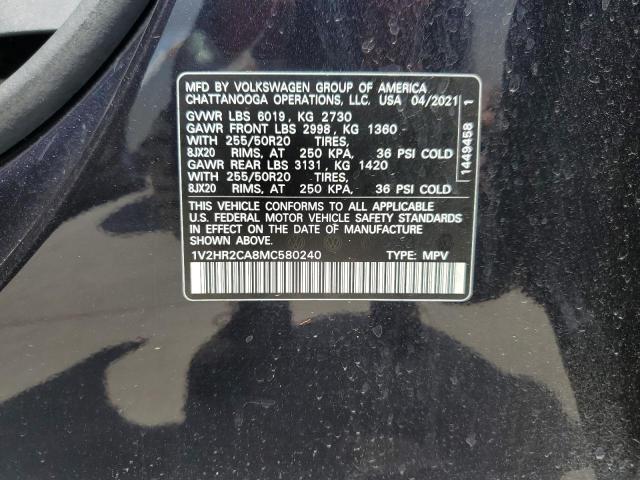 MFD BY VOLKSWAGEN GROUP OF AMERICA
CHATTANOOGA OPERATIONS, LLC. USA 04/2021
GVWR LBS 6019, KG 2730
GAWR FRONT LBS 2998, KG 1360
WITH 255/50R20 TIRES,
8JX20 RIMS, AT 250 KPA, 36 PSI COLD
GAWR REAR LBS 3131, KG 1420
WITH 255/50R20 TIRES,
8JX20 RIMS, AT 250 KPA, 36 PSI COLD
THIS VEHICLE CONFORMS TO ALL APPLICABLE
U.S. FEDERAL MOTOR VEHICLE SAFETY STANDARDS
IN EFFECT ON THE DATE OF MANUFACTURE
SHOWN ABOVE.
1V2HR2CA8MC580240 TYPE: MPV
1449458 1